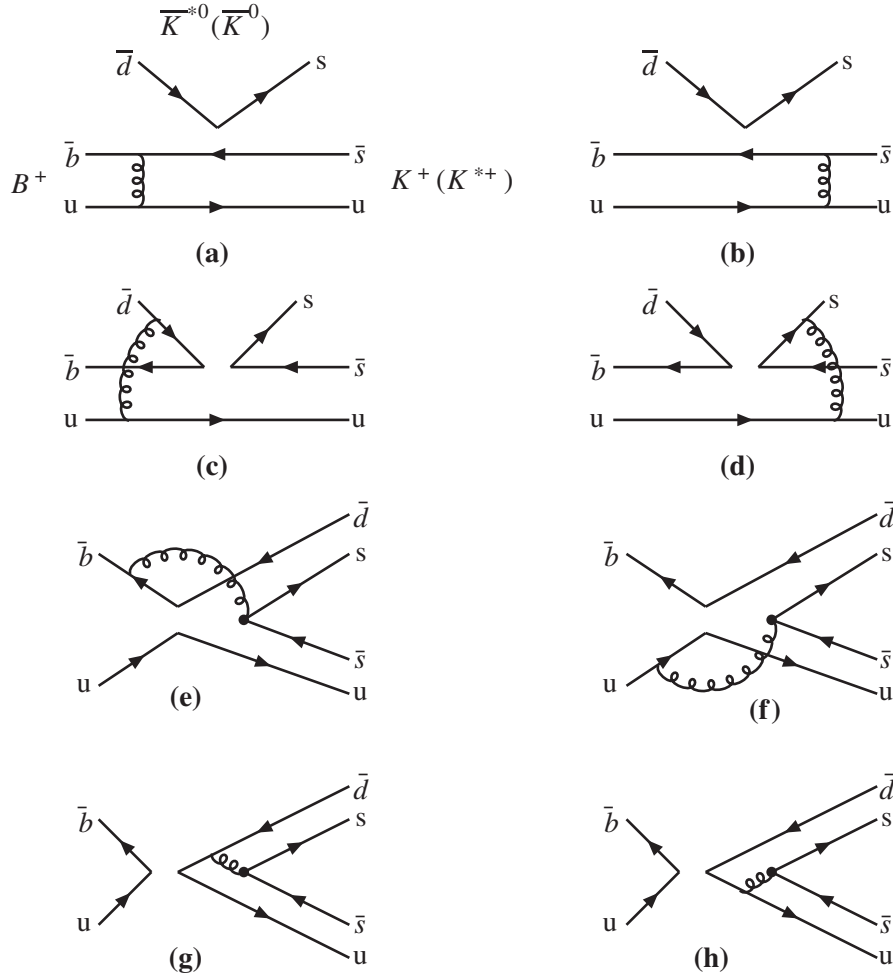 K̅*⁰(K̅⁰)
d̅ s d̅ s
b̅ s̅ b̅ s̅
B⁺ K⁺(K*⁺)
u u u u
(a) (b)
d̅ s d̅ s
b̅ s̅ b̅ s̅
u u u u
(c) (d)
d̅ d̅
b̅ s b̅ s
s̅ s̅
u u u u
(e) (f)
d̅ d̅
b̅ s b̅ s
u s̅ u s̅
u u
(g) (h)